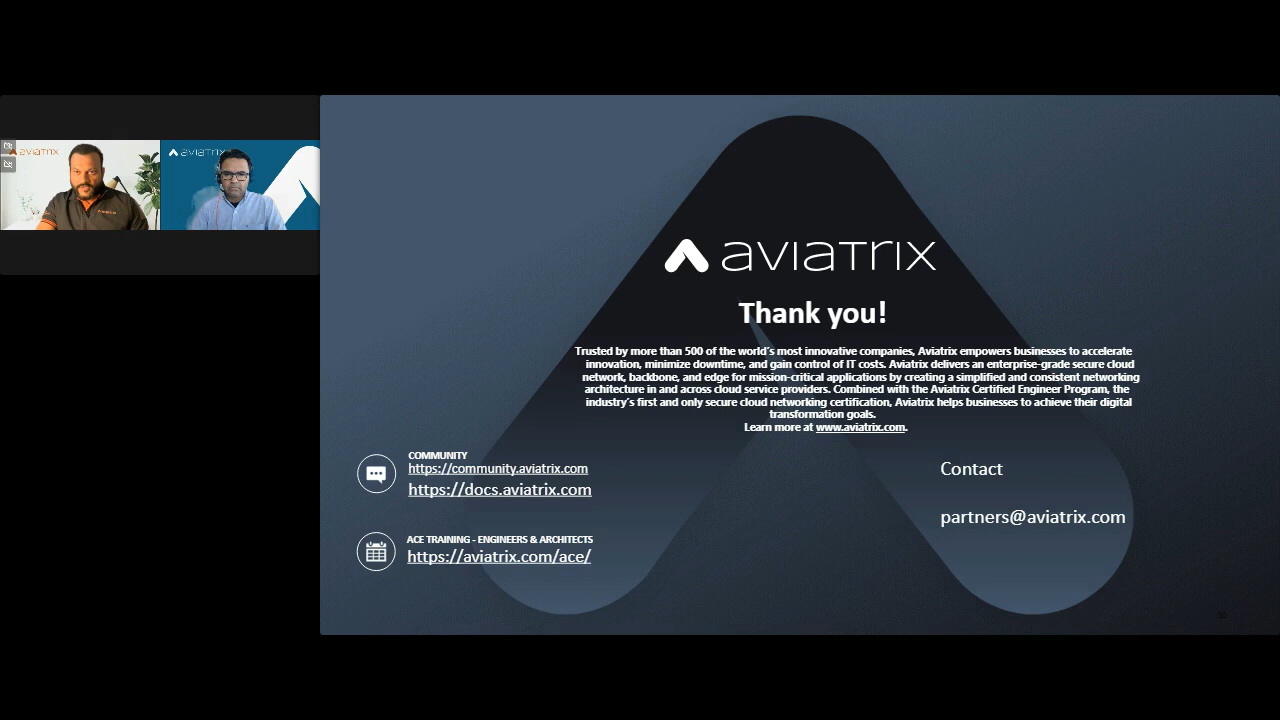 aviatrix
aviatrix
aviatrix
Thank you!
Trusted by more than 500 of the world's most innovative companies, Aviatrix empowers businesses to accelerate
innovation, minimize downtime, and gain control of IT costs. Aviatrix delivers an enterprise-grade secure cloud
network, backbone, and edge for mission-critical applications by creating a simplified and consistent networking
architecture in and across cloud service providers. Combined with the Aviatrix Certified Engineer Program, the
industry's first and only secure cloud networking certification, Aviatrix helps businesses to achieve their digital
transformation goals.
Learn more at www.aviatrix.com.
COMMUNITY
https://community.aviatrix.com
https://docs.aviatrix.com
ACE TRAINING - ENGINEERS & ARCHITECTS
https://aviatrix.com/ace/
Contact
partners@aviatrix.com